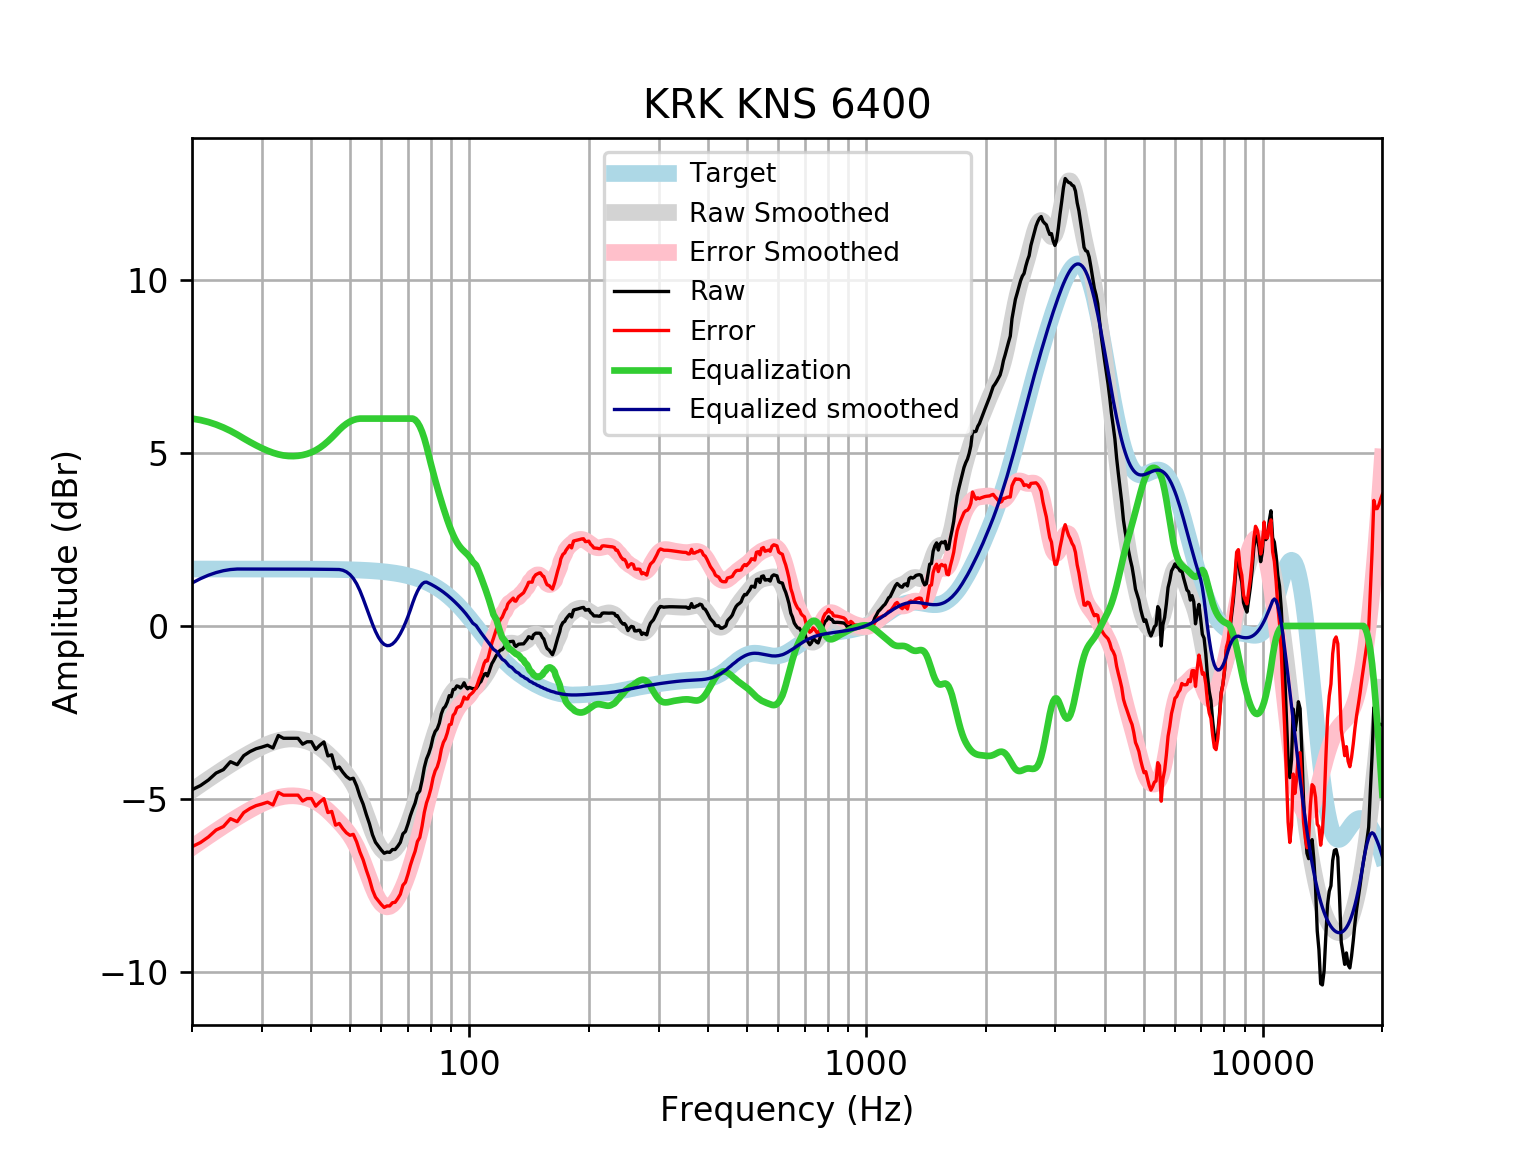 KRK KNS 6400
Target
Raw Smoothed
Error Smoothed
Raw
Error
Equalization
Equalized smoothed
10
5
0
−5
−10
Amplitude (dBr)
100
1000
10000
Frequency (Hz)